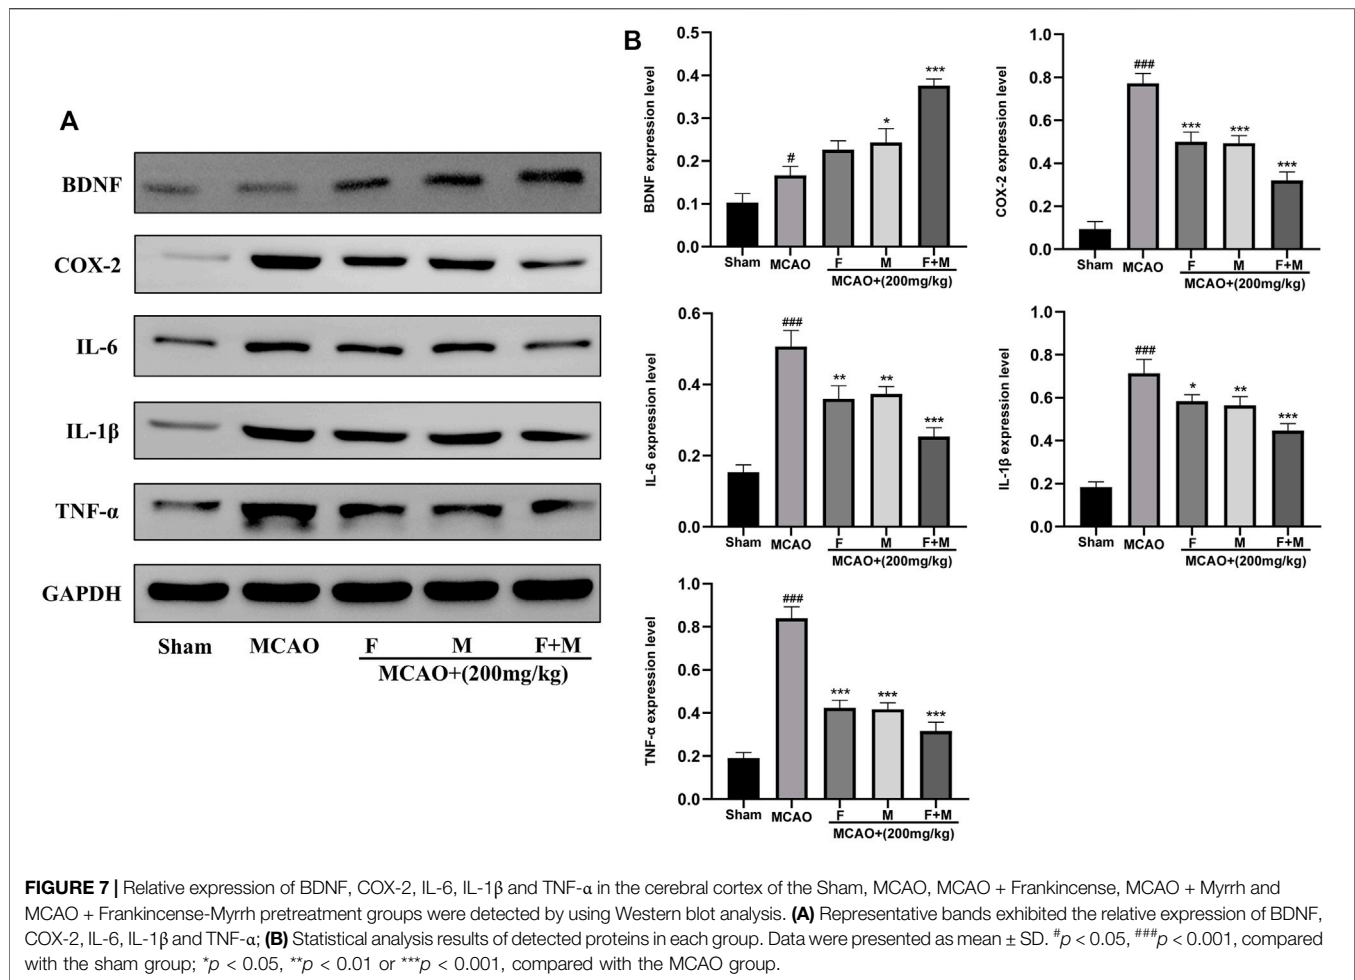 A
BDNF
COX-2
IL-6
IL-1β
TNF-α
GAPDH
Sham MCAO F M F+M
MCAO+(200mg/kg)
B
BDNF expression level
0.5
0.4
0.3
0.2
0.1
0.0
# * ***
Sham MCAO F M F+M
MCAO+(200mg/kg)
COX-2 expression level
1.0
0.8
0.6
0.4
0.2
0.0
### *** *** ***
Sham MCAO F M F+M
MCAO+(200mg/kg)
IL-6 expression level
0.6
0.4
0.2
0.0
### ** ** ***
Sham MCAO F M F+M
MCAO+(200mg/kg)
IL-1β expression level
1.0
0.8
0.6
0.4
0.2
0.0
### * ** ***
Sham MCAO F M F+M
MCAO+(200mg/kg)
TNF-α expression level
1.0
0.8
0.6
0.4
0.2
0.0
### *** *** ***
Sham MCAO F M F+M
MCAO+(200mg/kg)
FIGURE 7 | Relative expression of BDNF, COX-2, IL-6, IL-1β and TNF-α in the cerebral cortex of the Sham, MCAO, MCAO + Frankincense, MCAO + Myrrh and
MCAO + Frankincense-Myrrh pretreatment groups were detected by using Western blot analysis. (A) Representative bands exhibited the relative expression of BDNF,
COX-2, IL-6, IL-1β and TNF-α; (B) Statistical analysis results of detected proteins in each group. Data were presented as mean ± SD. #p < 0.05, ###p < 0.001, compared
with the sham group; *p < 0.05, **p < 0.01 or ***p < 0.001, compared with the MCAO group.